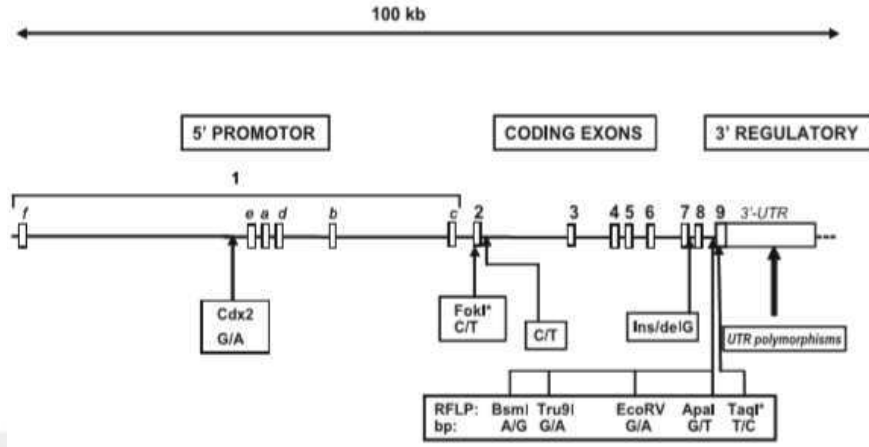 100 kb
5' PROMOTOR CODING EXONS 3' REGULATORY
1
f e a d b c 2 3 4 5 6 7 8 9 3'-UTR
Cdx2
G/A
FokI*
C/T
C/T
Ins/delG
UTR polymorphisms
RFLP: BsmI Tru9I EcoRV ApaI TaqI*
bp: A/G G/A G/A G/T T/C